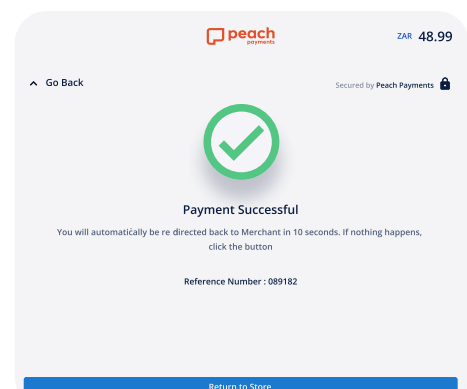 peach
payments
ZAR 48.99
Go Back
Secured by Peach Payments
Payment Successful
You will automatically be re directed back to Merchant in 10 seconds. If nothing happens,
click the button
Reference Number : 089182
Return to Store